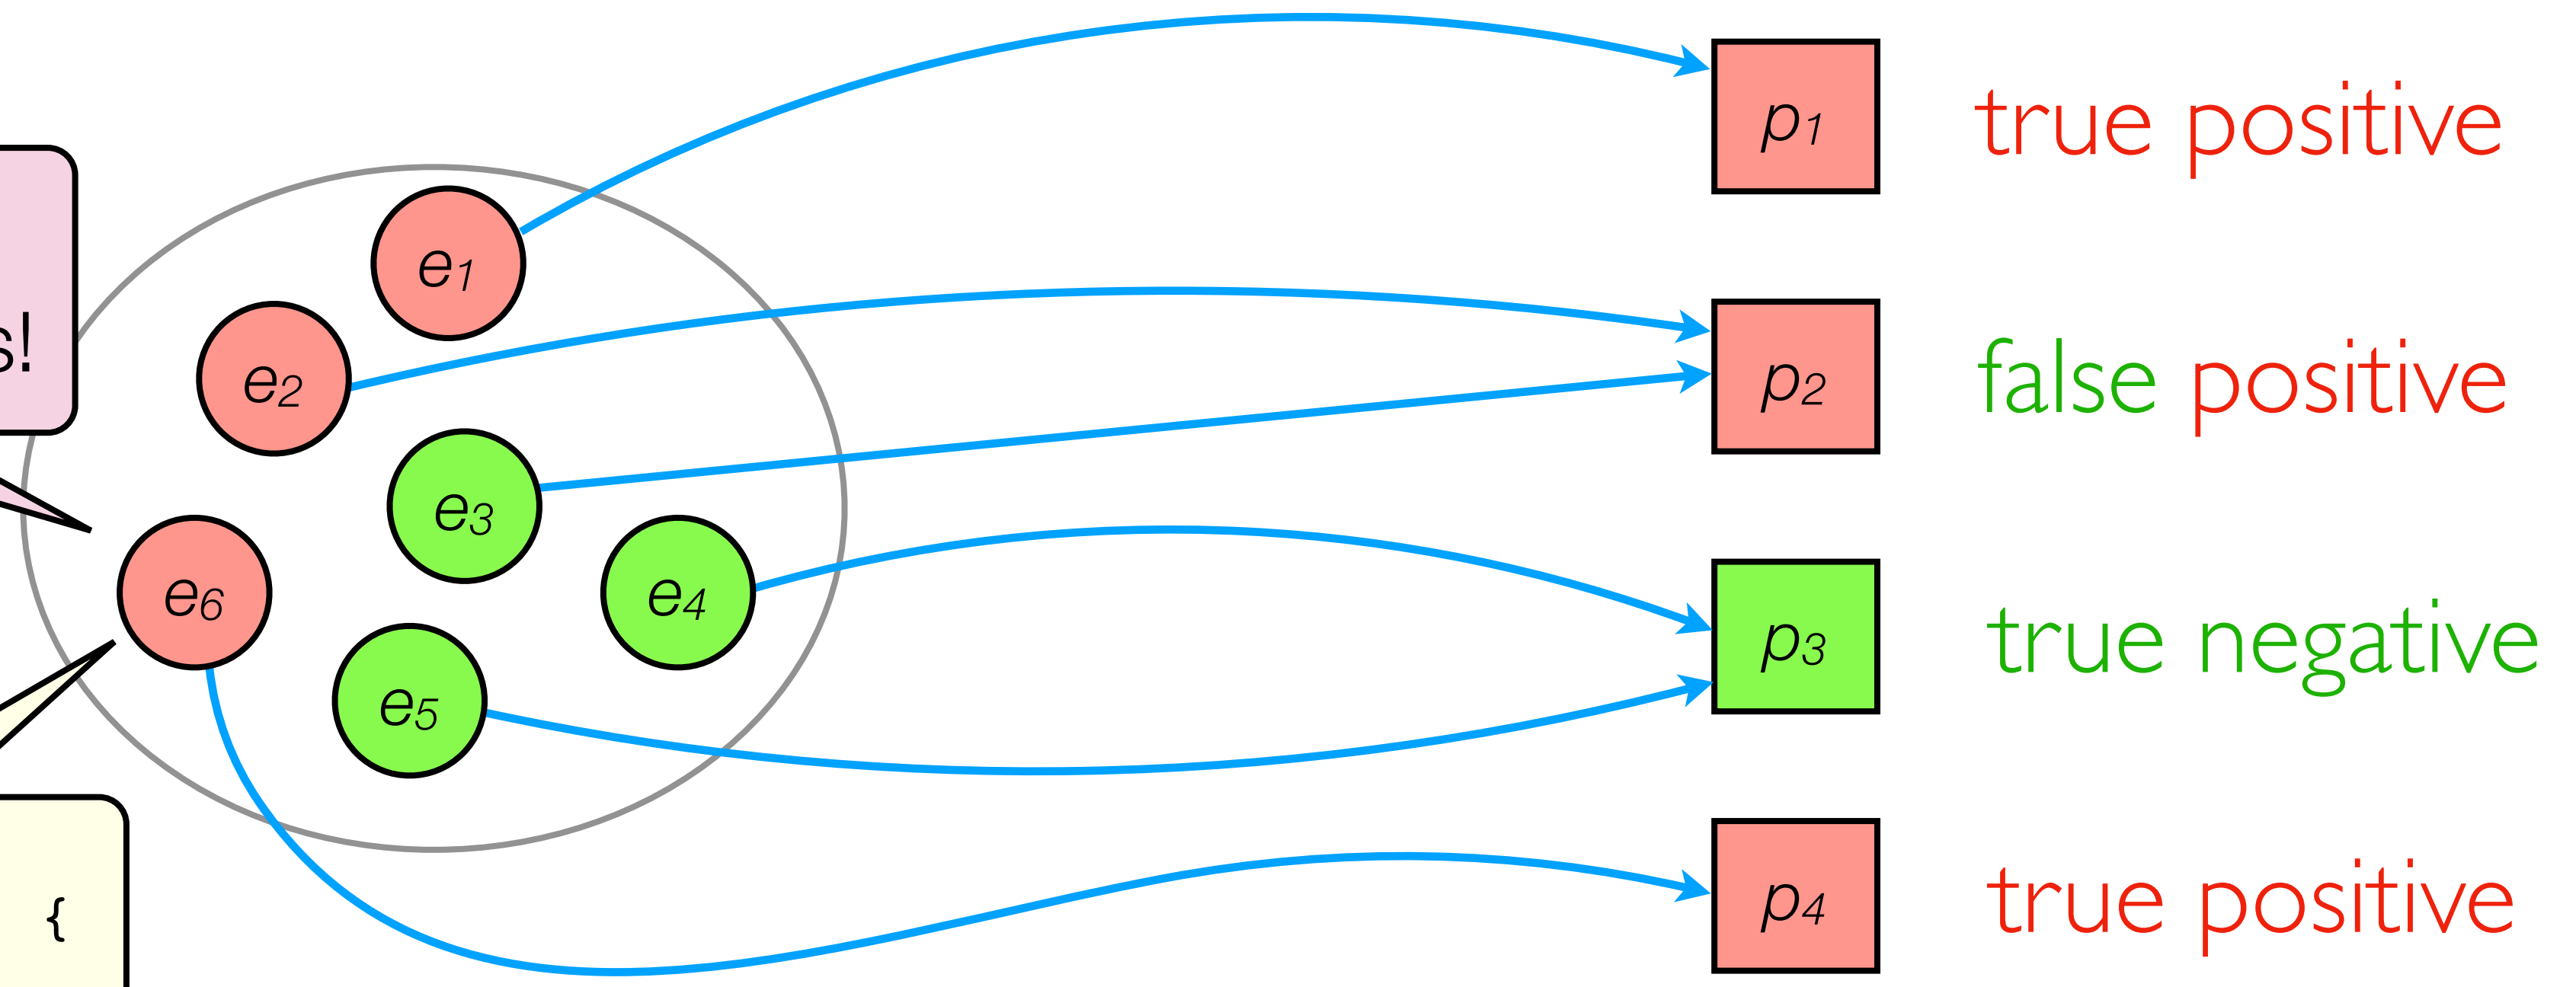 p1 true positive
e1
s!
e2
p2 false positive
e3
e6
e4
p3 true negative
e5
p4 true positive
{